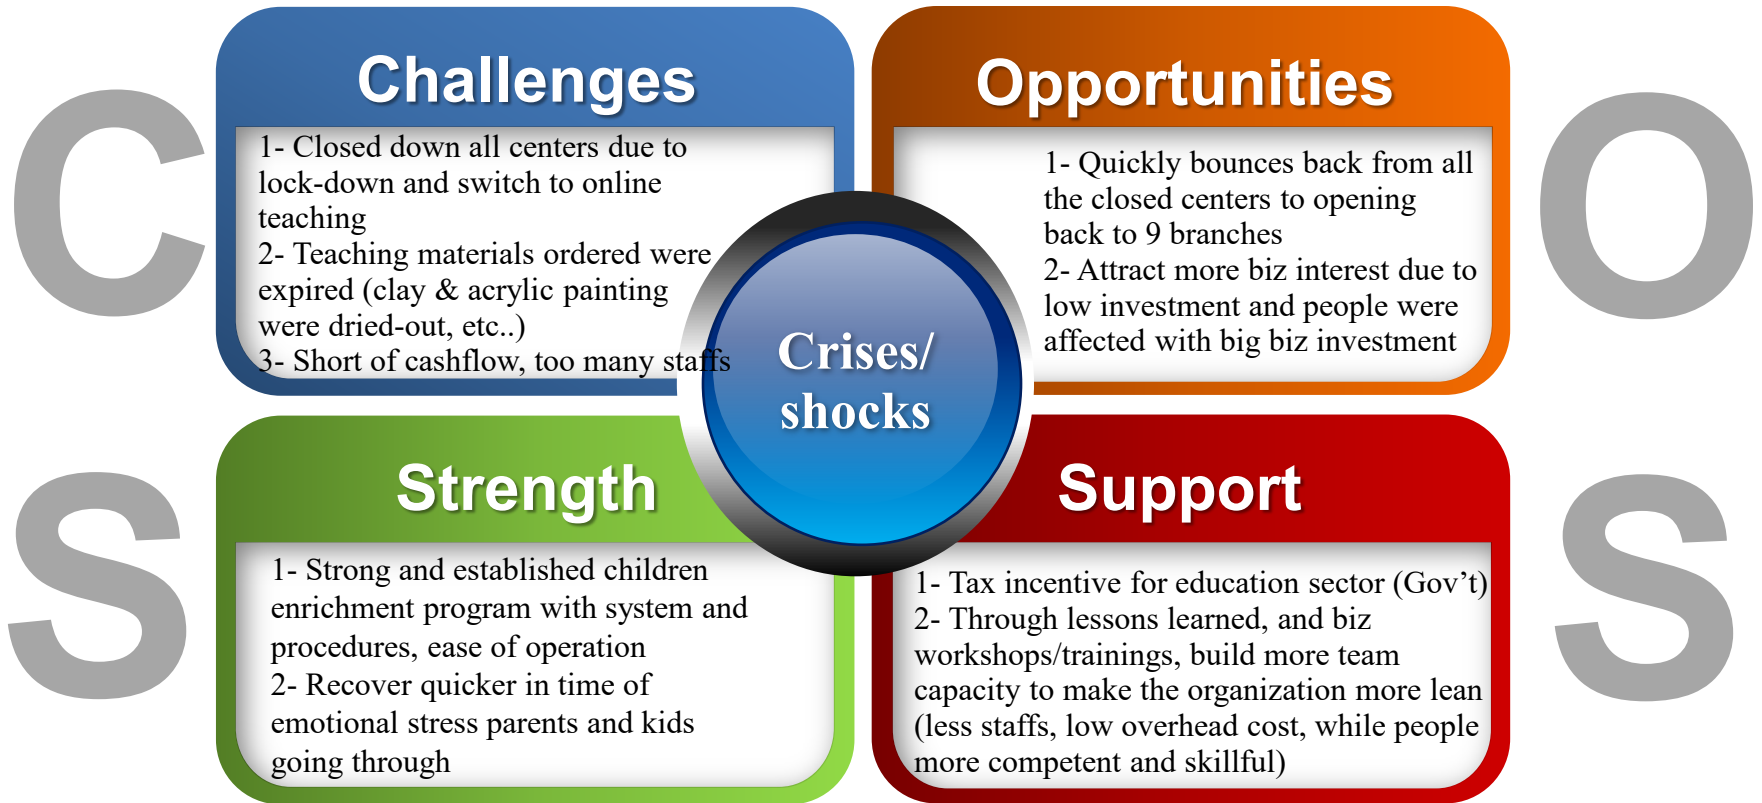 C
Challenges
1- Closed down all centers due to
lock-down and switch to online
teaching
2- Teaching materials ordered were
expired (clay & acrylic painting
were dried-out, etc..)
3- Short of cashflow, too many staffs
Opportunities
1- Quickly bounces back from all
the closed centers to opening
back to 9 branches
2- Attract more biz interest due to
low investment and people were
affected with big biz investment
O
Crises/
shocks
S
Strength
1- Strong and established children
enrichment program with system and
procedures, ease of operation
2- Recover quicker in time of
emotional stress parents and kids
going through
Support
1- Tax incentive for education sector (Gov’t)
2- Through lessons learned, and biz
workshops/trainings, build more team
capacity to make the organization more lean
(less staffs, low overhead cost, while people
more competent and skillful)
S